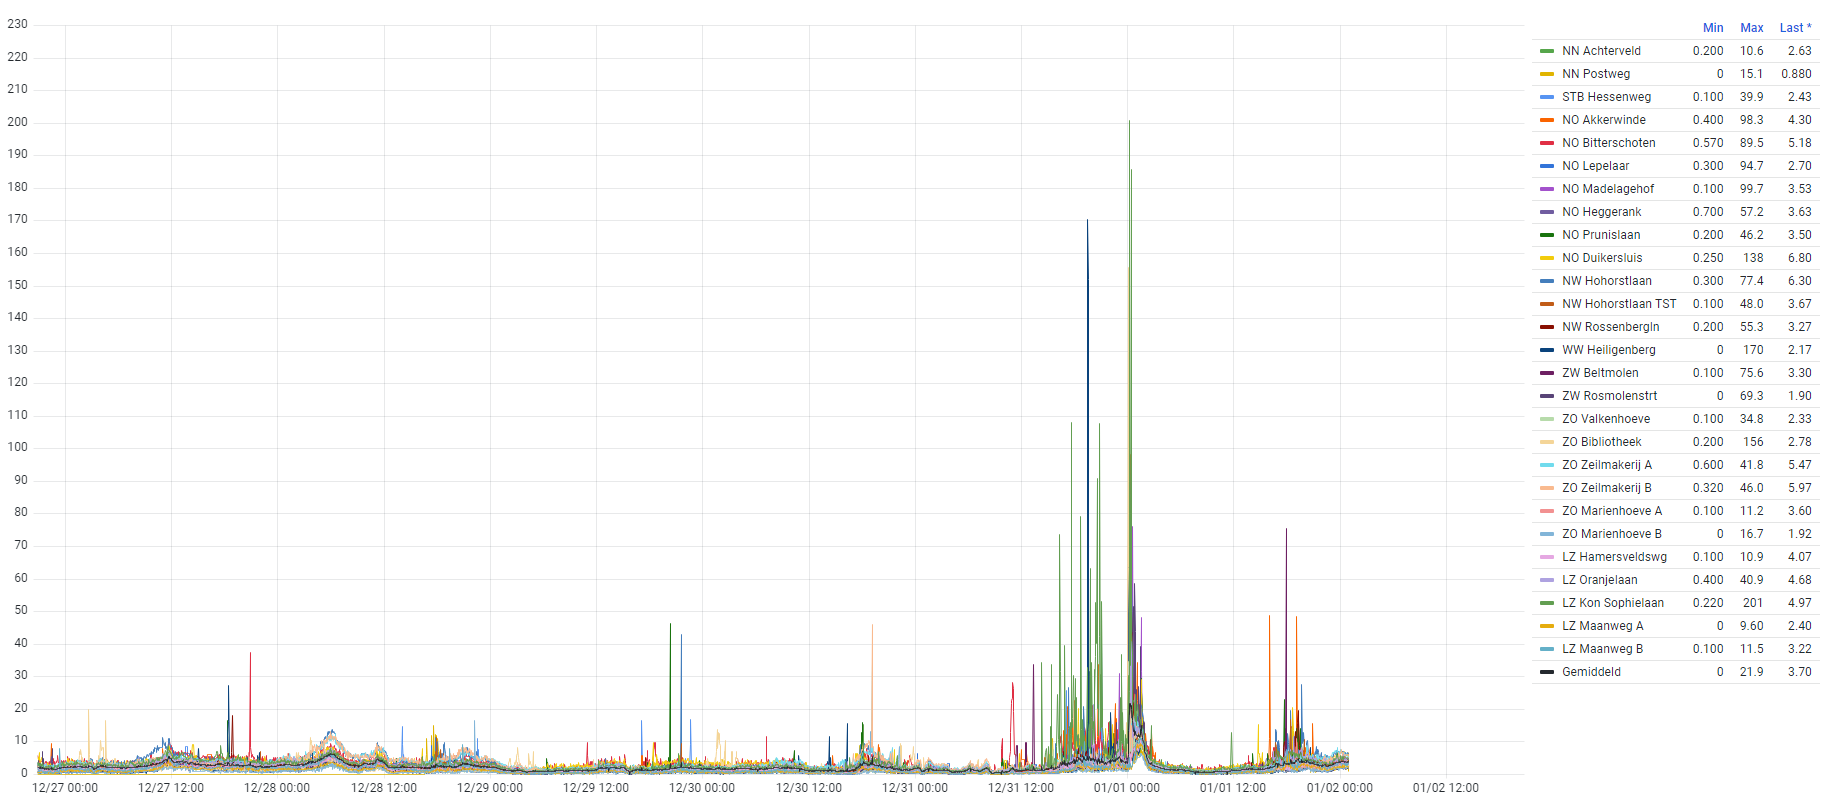 230
220
210
200
190
180
170
160
150
140
130
120
110
100
90
80
70
60
50
40
30
20
10
0
12/27 00:00 12/27 12:00 12/28 00:00 12/28 12:00 12/29 00:00 12/29 12:00 12/30 00:00 12/30 12:00 12/31 00:00 12/31 12:00 01/01 00:00 01/01 12:00 01/02 00:00 01/02 12:00
Min Max Last *
NN Achterveld 0.200 10.6 2.63
NN Postweg 0 15.1 0.880
STB Hessenweg 0.100 39.9 2.43
NO Akkerwinde 0.400 98.3 4.30
NO Bitterschoten 0.570 89.5 5.18
NO Lepelaar 0.300 94.7 2.70
NO Madelagehof 0.100 99.7 3.53
NO Heggerank 0.700 57.2 3.63
NO Prunislaan 0.200 46.2 3.50
NO Duikersluis 0.250 138 6.80
NW Hohorstlaan 0.300 77.4 6.30
NW Hohorstlaan TST 0.100 48.0 3.67
NW Rossenbergln 0.200 55.3 3.27
WW Heiligenberg 0 170 2.17
ZW Beltmolen 0.100 75.6 3.30
ZW Rosmolenstrt 0 69.3 1.90
ZO Valkenhoeve 0.100 34.8 2.33
ZO Bibliotheek 0.200 156 2.78
ZO Zeilmakerij A 0.600 41.8 5.47
ZO Zeilmakerij B 0.320 46.0 5.97
ZO Marienhoeve A 0.100 11.2 3.60
ZO Marienhoeve B 0 16.7 1.92
LZ Hamersveldswg 0.100 10.9 4.07
LZ Oranjelaan 0.400 40.9 4.68
LZ Kon Sophielaan 0.220 201 4.97
LZ Maanweg A 0 9.60 2.40
LZ Maanweg B 0.100 11.5 3.22
Gemiddeld 0 21.9 3.70